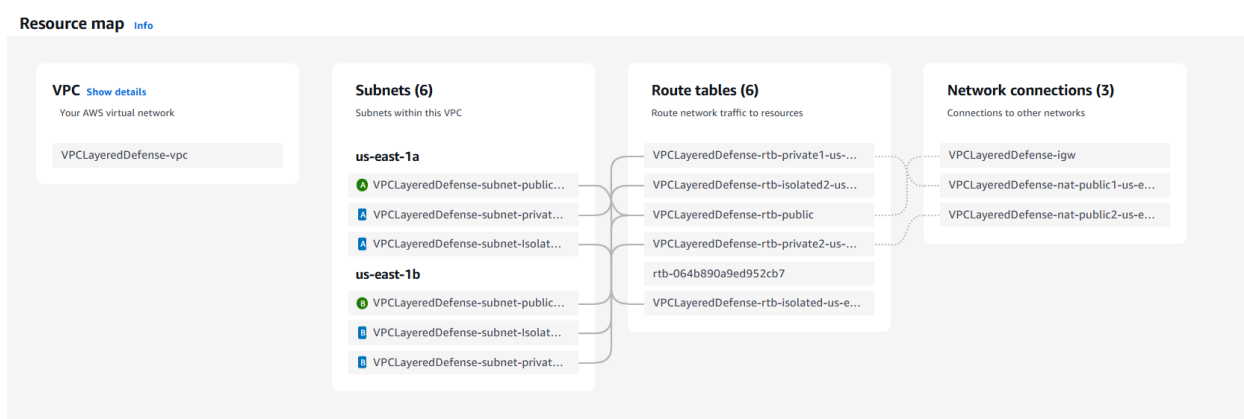 Resource map Info
VPC Show details
Your AWS virtual network
VPCLayeredDefense-vpc
Subnets (6)
Subnets within this VPC
us-east-1a
A VPCLayeredDefense-subnet-public...
A VPCLayeredDefense-subnet-privat...
A VPCLayeredDefense-subnet-Isolat...
us-east-1b
B VPCLayeredDefense-subnet-public...
B VPCLayeredDefense-subnet-Isolat...
B VPCLayeredDefense-subnet-privat...
Route tables (6)
Route network traffic to resources
VPCLayeredDefense-rtb-private1-us-...
VPCLayeredDefense-rtb-isolated2-us...
VPCLayeredDefense-rtb-public
VPCLayeredDefense-rtb-private2-us-...
rtb-064b890a9ed952cb7
VPCLayeredDefense-rtb-isolated-us-e...
Network connections (3)
Connections to other networks
VPCLayeredDefense-igw
VPCLayeredDefense-nat-public1-us-e...
VPCLayeredDefense-nat-public2-us-e...